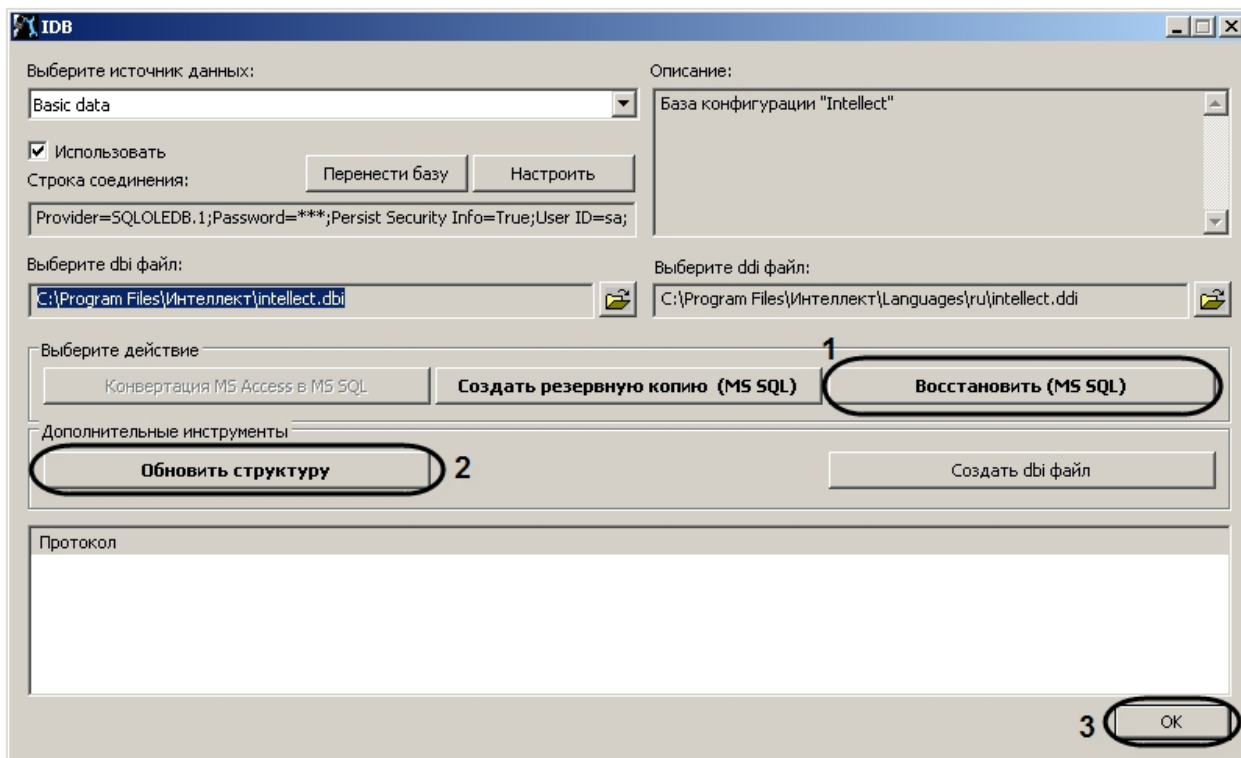 IDB
Выберите источник данных:
Описание:
Basic data
База конфигурации "Intellect"
Использовать
Строка соединения:
Перенести базу
Настроить
Provider=SQLOLEDB.1;Password=***;Persist Security Info=True;User ID=sa;
Выберите dbi файл:
Выберите ddi файл:
C:\Program Files\Интеллект\intellect.dbi
C:\Program Files\Интеллект\Languages\ru\intellect.ddi
Выберите действие
1
Конвертация MS Access в MS SQL
Создать резервную копию (MS SQL)
Восстановить (MS SQL)
Дополнительные инструменты
Обновить структуру
2
Создать dbi файл
Протокол
3
OK